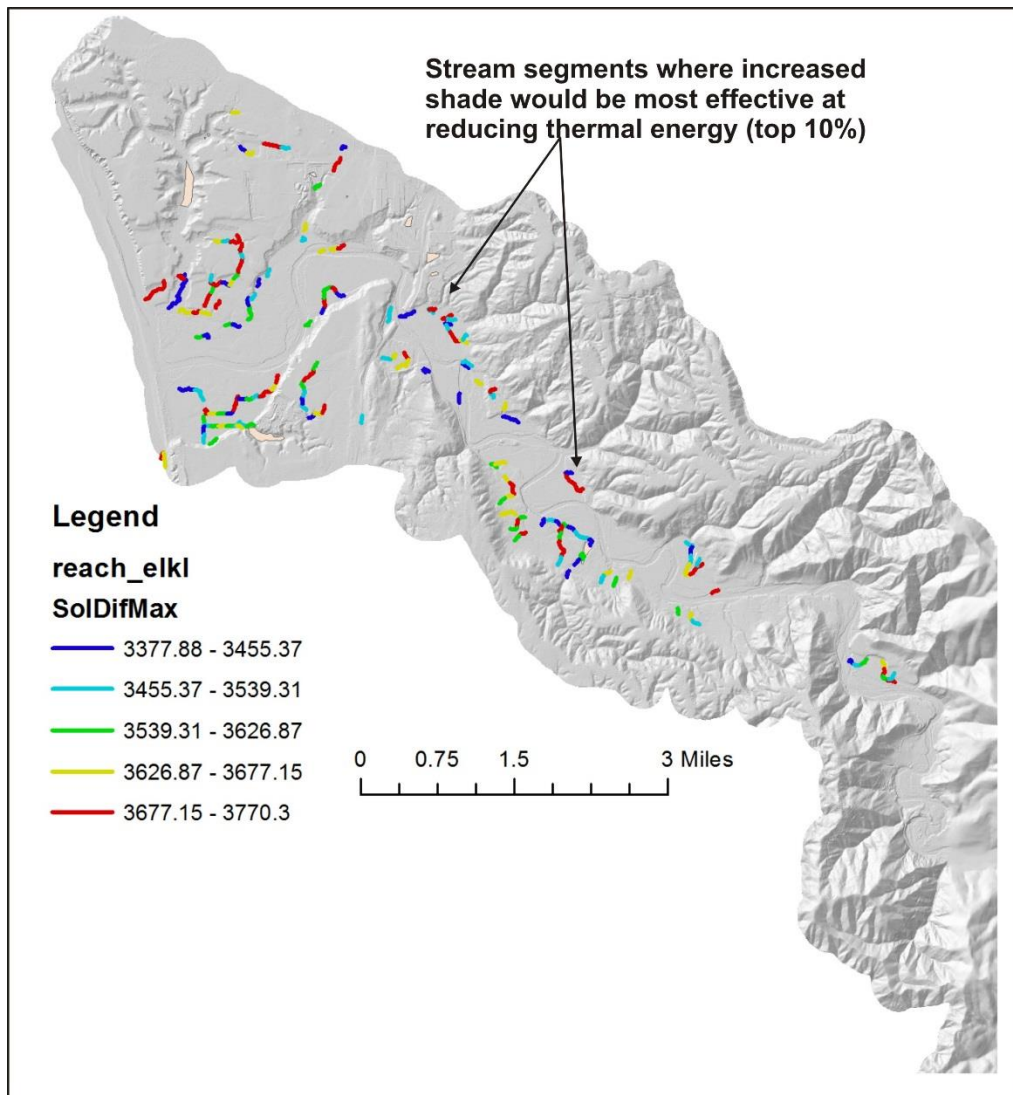 Stream segments where increased
shade would be most effective at
reducing thermal energy (top 10%)
Legend
reach_elkl
SolDifMax
3377.88 - 3455.37
3455.37 - 3539.31
3539.31 - 3626.87
3626.87 - 3677.15
3677.15 - 3770.3
0 0.75 1.5 3 Miles